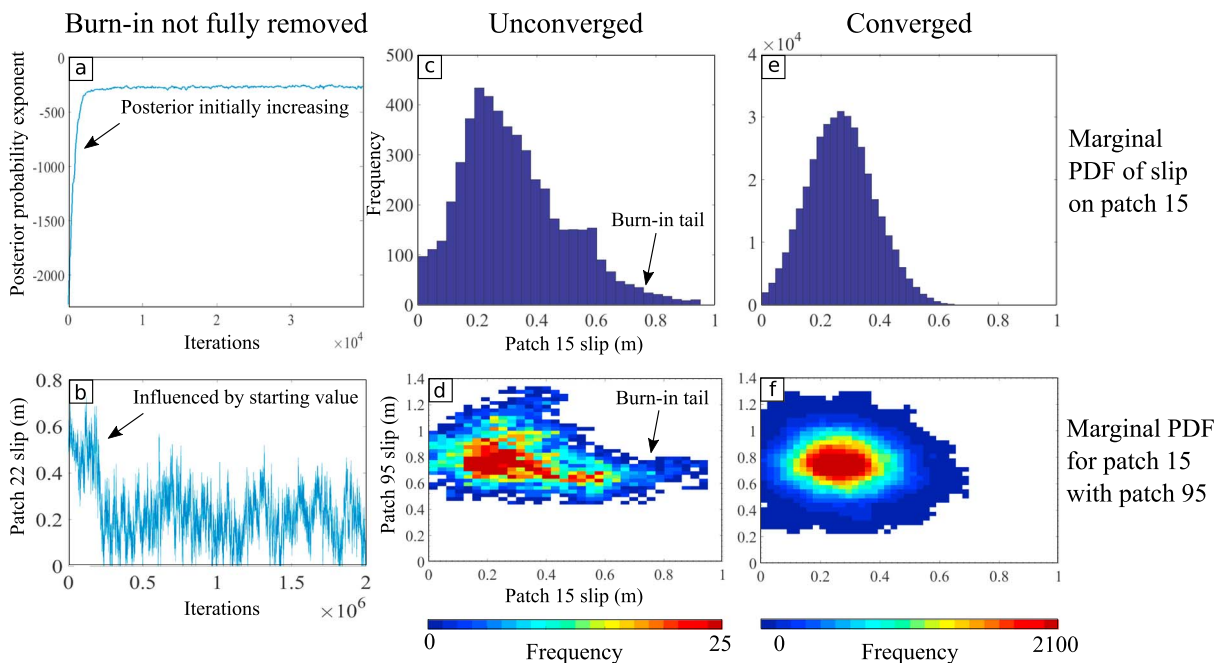 Burn-in not fully removed
Unconverged
Converged
a
Posterior probability exponent
0
-500
-1000
-1500
-2000
Posterior initially increasing
0 1 2 3
Iterations
×10⁴
c
Frequency
500
400
300
200
100
0
Burn-in tail
0 0.2 0.4 0.6 0.8 1
Patch 15 slip (m)
×10⁴
e
4
3
2
1
0
0 0.2 0.4 0.6 0.8 1
Marginal
PDF of slip
on patch 15
b
Patch 22 slip (m)
0.8
0.6
0.4
0.2
0
Influenced by starting value
0 0.5 1 1.5 2
Iterations
×10⁶
d
Patch 95 slip (m)
1.4
1.2
1.0
0.8
0.6
0.4
0.2
0
Burn-in tail
0 0.2 0.4 0.6 0.8 1
Patch 15 slip (m)
0 25
Frequency
f
1.4
1.2
1.0
0.8
0.6
0.4
0.2
0
0 0.2 0.4 0.6 0.8 1
0 2100
Frequency
Marginal PDF
for patch 15
with patch 95